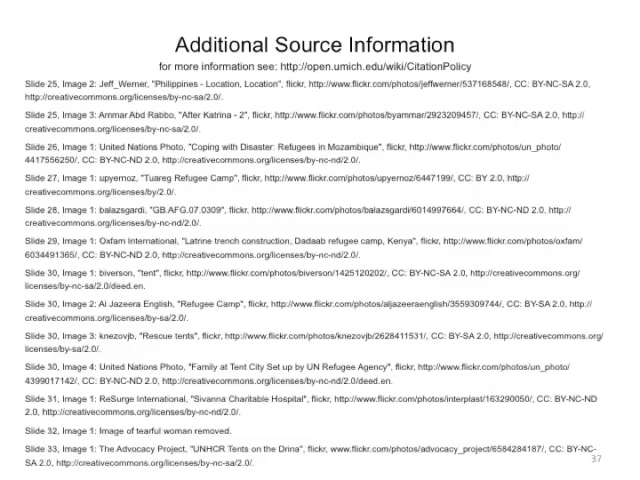 Additional Source Information
for more information see: http://open.umich.edu/wiki/CitationPolicy
Slide 25, Image 2: Jeff_Werner, "Philippines - Location, Location", flickr, http://www.flickr.com/photos/jeffwerner/537168548/, CC: BY-NC-SA 2.0,
http://creativecommons.org/licenses/by-nc-sa/2.0/.
Slide 25, Image 3: Ammar Abd Rabbo, "After Katrina - 2", flickr, http://www.flickr.com/photos/byammar/2923209457/, CC: BY-NC-SA 2.0, http://
creativecommons.org/licenses/by-nc-sa/2.0/.
Slide 26, Image 1: United Nations Photo, "Coping with Disaster: Refugees in Mozambique", flickr, http://www.flickr.com/photos/un_photo/
4417556250/, CC: BY-NC-ND 2.0, http://creativecommons.org/licenses/by-nc-nd/2.0/.
Slide 27, Image 1: upyernoz, "Tuareg Refugee Camp", flickr, http://www.flickr.com/photos/upyernoz/6447199/, CC: BY 2.0, http://
creativecommons.org/licenses/by/2.0/.
Slide 28, Image 1: balazsgardi, "GB.AFG.07.0309", flickr, http://www.flickr.com/photos/balazsgardi/6014997664/, CC: BY-NC-ND 2.0, http://
creativecommons.org/licenses/by-nc-nd/2.0/.
Slide 29, Image 1: Oxfam International, "Latrine trench construction, Dadaab refugee camp, Kenya", flickr, http://www.flickr.com/photos/oxfam/
6034491365/, CC: BY-NC-ND 2.0, http://creativecommons.org/licenses/by-nc-nd/2.0/.
Slide 30, Image 1: biverson, "tent", flickr, http://www.flickr.com/photos/biverson/1425120202/, CC: BY-NC-SA 2.0, http://creativecommons.org/
licenses/by-nc-sa/2.0/deed.en.
Slide 30, Image 2: Al Jazeera English, "Refugee Camp", flickr, http://www.flickr.com/photos/aljazeeraenglish/3559309744/, CC: BY-SA 2.0, http://
creativecommons.org/licenses/by-sa/2.0/.
Slide 30, Image 3: knezovjb, "Rescue tents", flickr, http://www.flickr.com/photos/knezovjb/2628411531/, CC: BY-SA 2.0, http://creativecommons.org/
licenses/by-sa/2.0/.
Slide 30, Image 4: United Nations Photo, "Family at Tent City Set up by UN Refugee Agency", flickr, http://www.flickr.com/photos/un_photo/
4399017142/, CC: BY-NC-ND 2.0, http://creativecommons.org/licenses/by-nc-nd/2.0/deed.en.
Slide 31, Image 1: ReSurge International, "Sivanna Charitable Hospital", flickr, http://www.flickr.com/photos/interplast/163290050/, CC: BY-NC-ND
2.0, http://creativecommons.org/licenses/by-nc-nd/2.0/.
Slide 32, Image 1: Image of tearful woman removed.
Slide 33, Image 1: The Advocacy Project, "UNHCR Tents on the Drina", flickr, www.flickr.com/photos/advocacy_project/6584284187/, CC: BY-NC-
SA 2.0, http://creativecommons.org/licenses/by-nc-sa/2.0/.
37